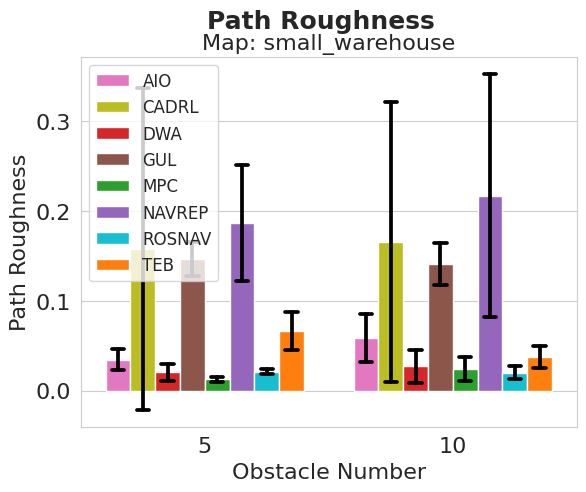 Path Roughness
Map: small_warehouse
AIO
CADRL
DWA
GUL
MPC
NAVREP
ROSNAV
TEB
Path Roughness
0.3
0.2
0.1
0.0
5
10
Obstacle Number